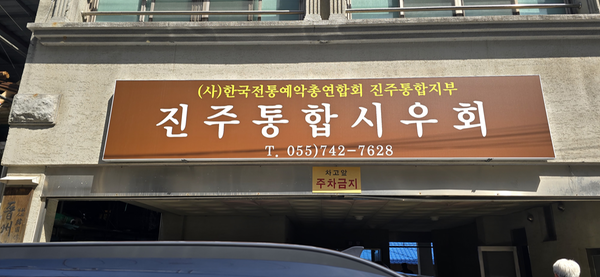 (사)한국전통예악총연합회 진주통합지부
진주통합시우회
T. 055)742-7628
차고앞
주차금지